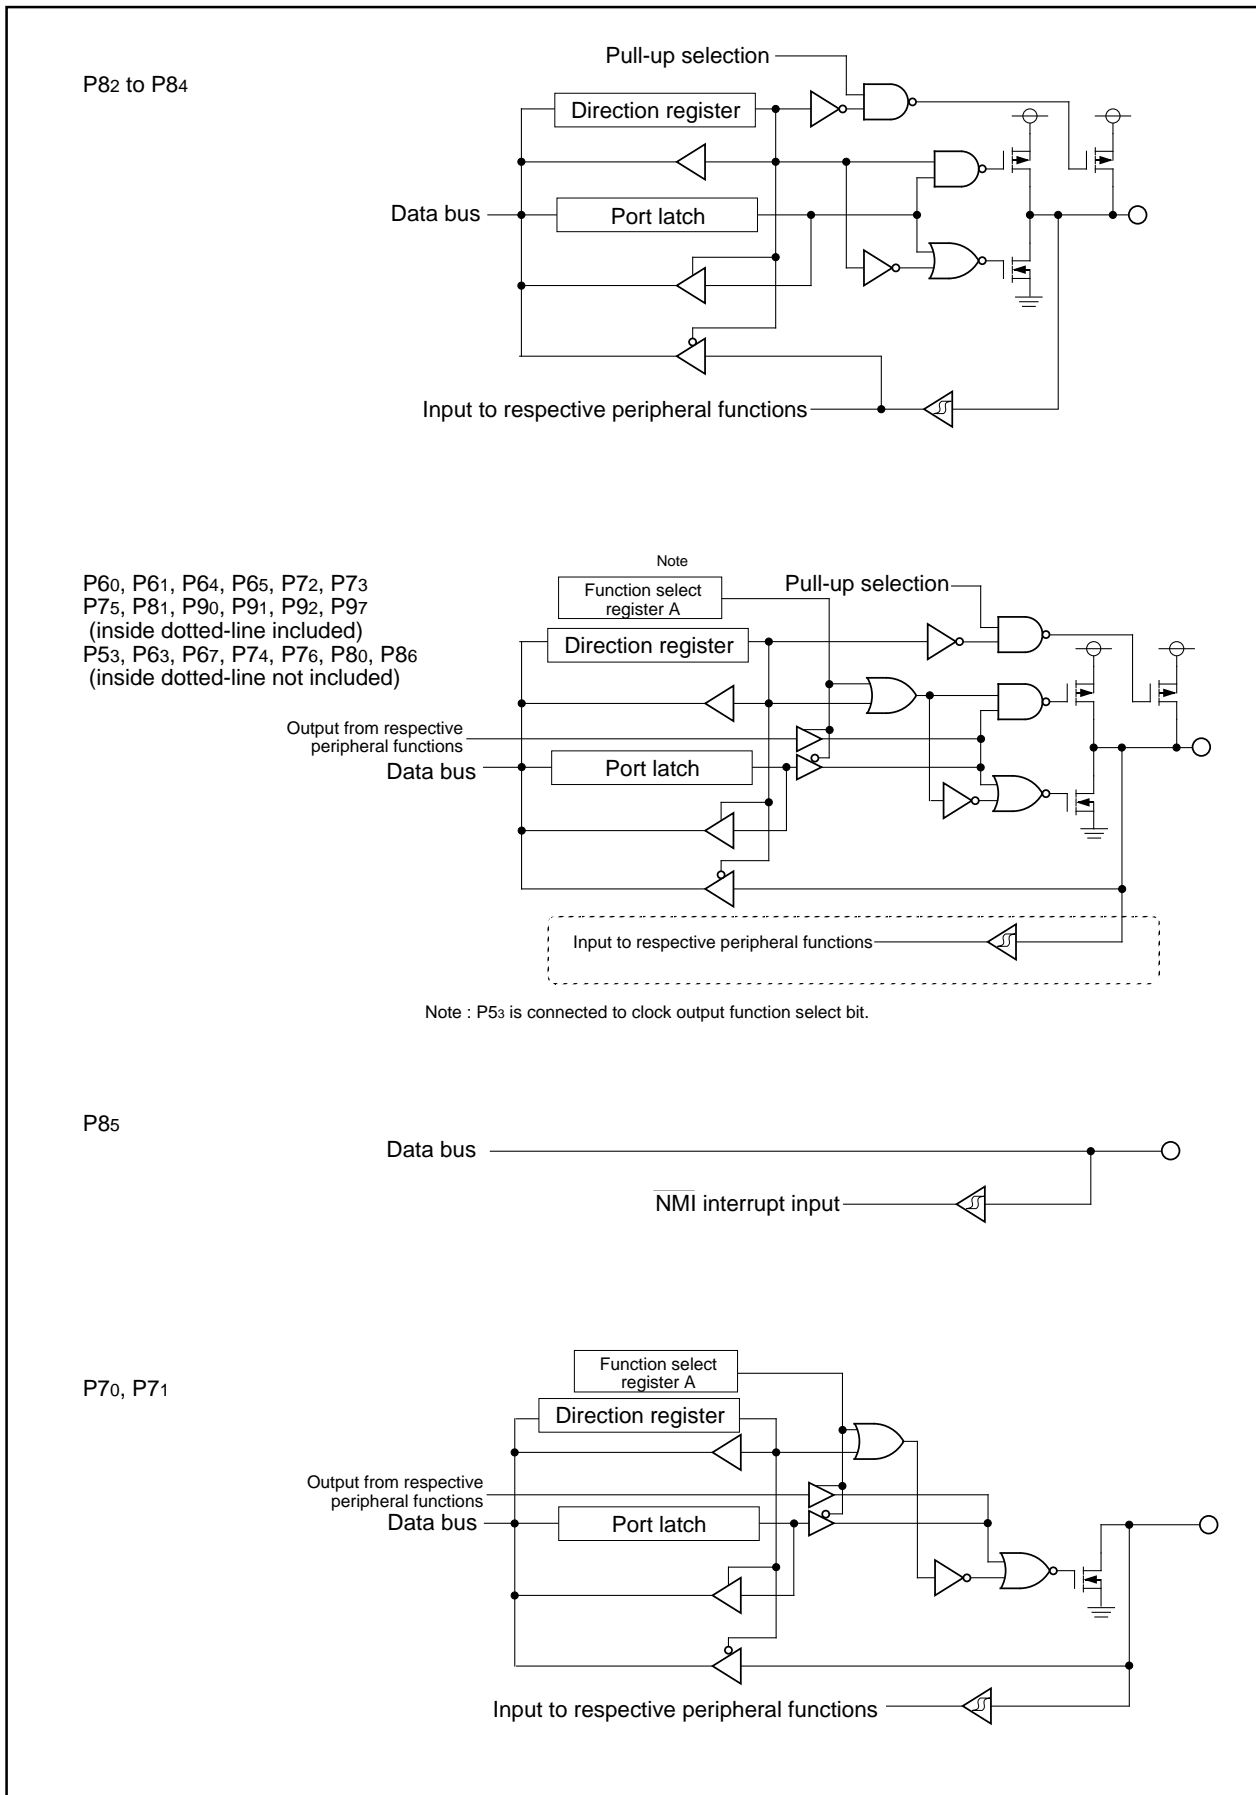 Pull-up selection
P82 to P84
Direction register
Data bus
Port latch
Input to respective peripheral functions
Note
P60, P61, P64, P65, P72, P73
P75, P81, P90, P91, P92, P97
(inside dotted-line included)
P53, P63, P67, P74, P76, P80, P86
(inside dotted-line not included)
Function select
register A
Pull-up selection
Direction register
Output from respective
peripheral functions
Data bus
Port latch
Input to respective peripheral functions
Note : P53 is connected to clock output function select bit.
P85
Data bus
NMI interrupt input
P70, P71
Function select
register A
Direction register
Output from respective
peripheral functions
Data bus
Port latch
Input to respective peripheral functions